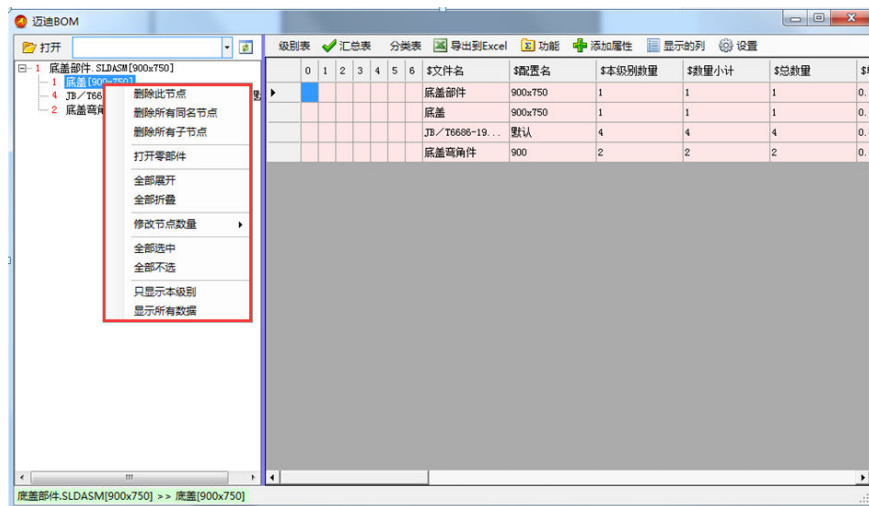 迈迪BOM
打开 级别表 汇总表 分类表 导出到Excel 功能 添加属性 显示的列 设置
1 底盖部件.SLDASM[900x750]
1 底盖[900-750]
4 JB/T66
2 底盖弯角
删除此节点
删除所有同名节点
删除所有子节点
打开零部件
全部展开
全部折叠
修改节点数量
全部选中
全部不选
只显示本级别
显示所有数据
0 1 2 3 4 5 6 $文件名 $配置名 $本级别数量 $数量小计 $总数量
底盖部件 900x750 1 1 1 0.
底盖 900x750 1 1 1 0.
JB/T6686-19... 默认 4 4 4 0.
底盖弯角件 900 2 2 2 0.
底盖部件.SLDASM[900x750] >> 底盖[900x750]